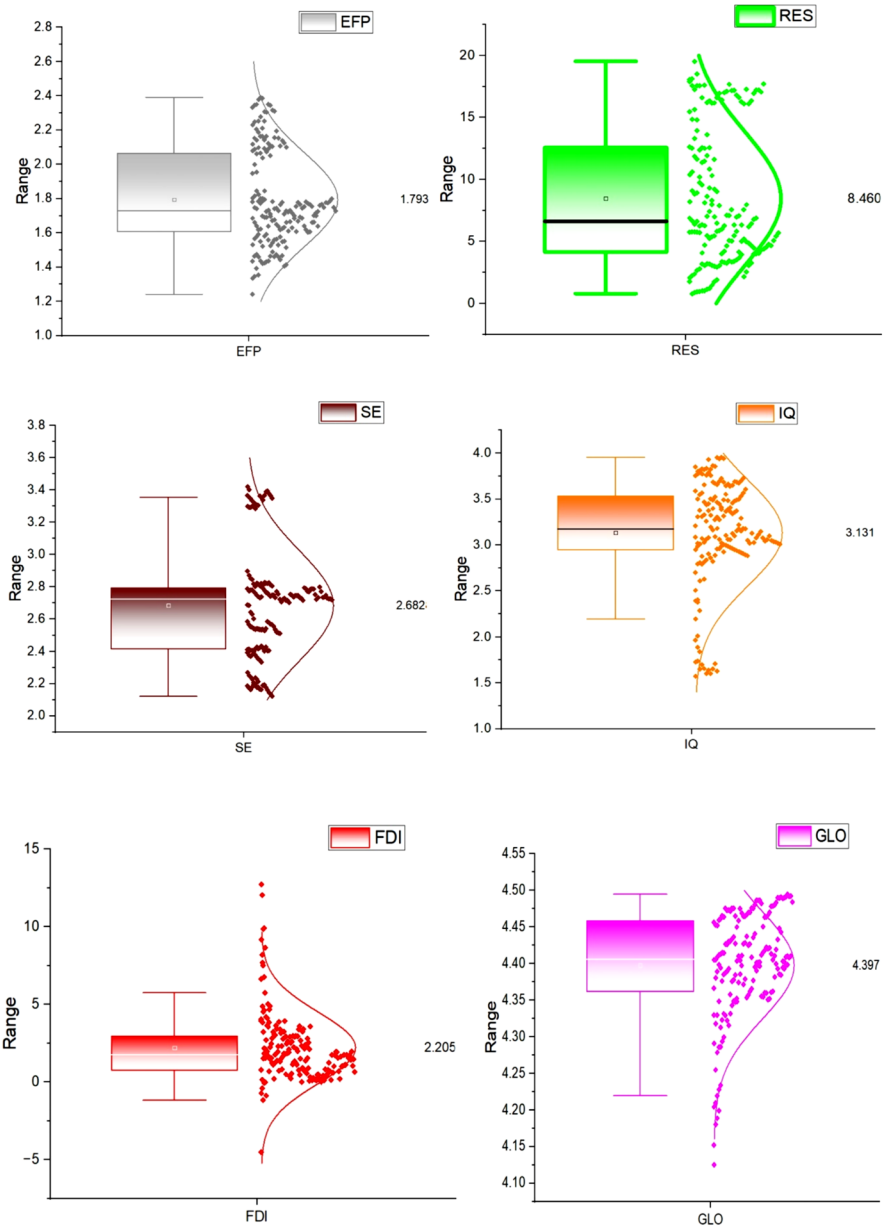 EFP
2.8
2.6
2.4
2.2
2.0
1.8
1.6
1.4
1.2
1.0
Range
1.793
EFP
RES
20
15
10
5
0
Range
8.460
RES
SE
3.8
3.6
3.4
3.2
3.0
2.8
2.6
2.4
2.2
2.0
Range
2.682
SE
IQ
4.0
3.5
3.0
2.5
2.0
1.5
1.0
Range
3.131
IQ
FDI
15
10
5
0
−5
Range
2.205
FDI
GLO
4.55
4.50
4.45
4.40
4.35
4.30
4.25
4.20
4.15
4.10
Range
4.397
GLO